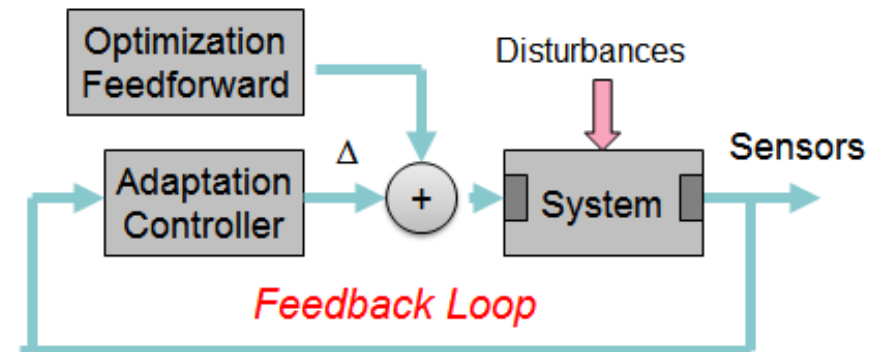 Optimization
Feedforward
Disturbances
Sensors
Adaptation
Controller
Δ
+
System
Feedback Loop